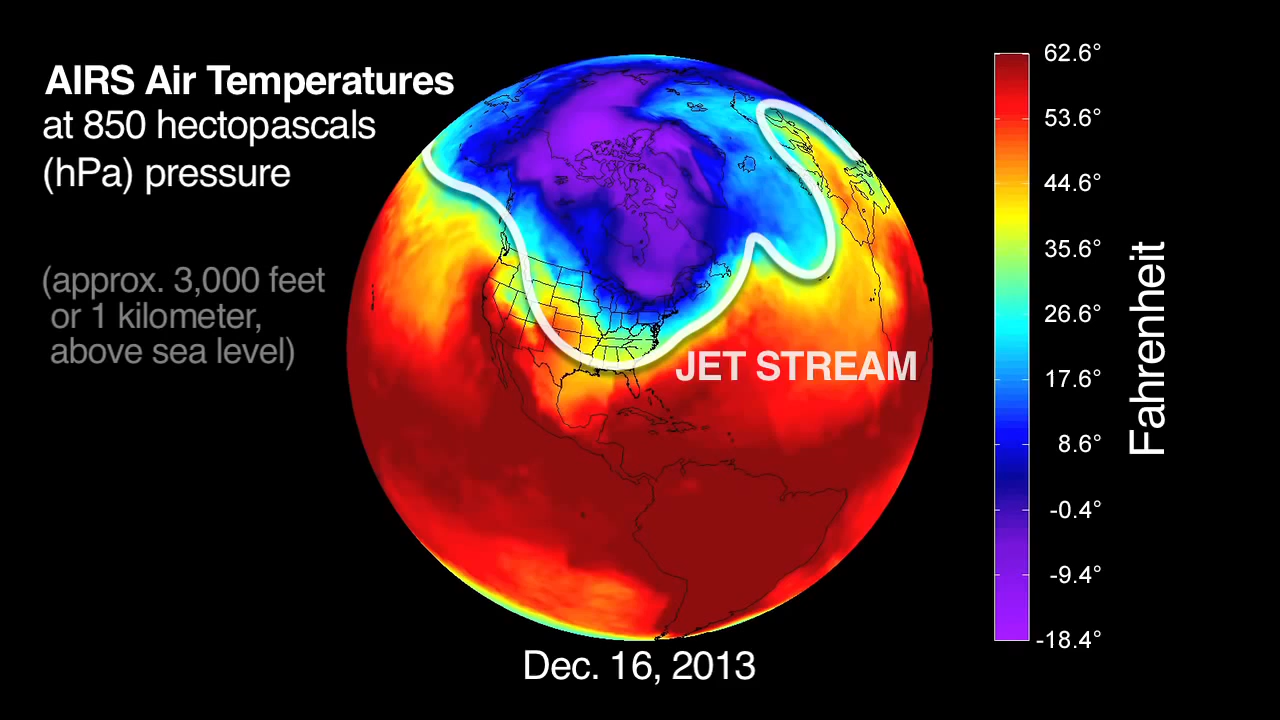 AIRS Air Temperatures
at 850 hectopascals
(hPa) pressure
(approx. 3,000 feet
or 1 kilometer,
above sea level)
JET STREAM
Dec. 16, 2013
62.6°
53.6°
44.6°
35.6°
26.6°
17.6°
8.6°
-0.4°
-9.4°
-18.4°
Fahrenheit